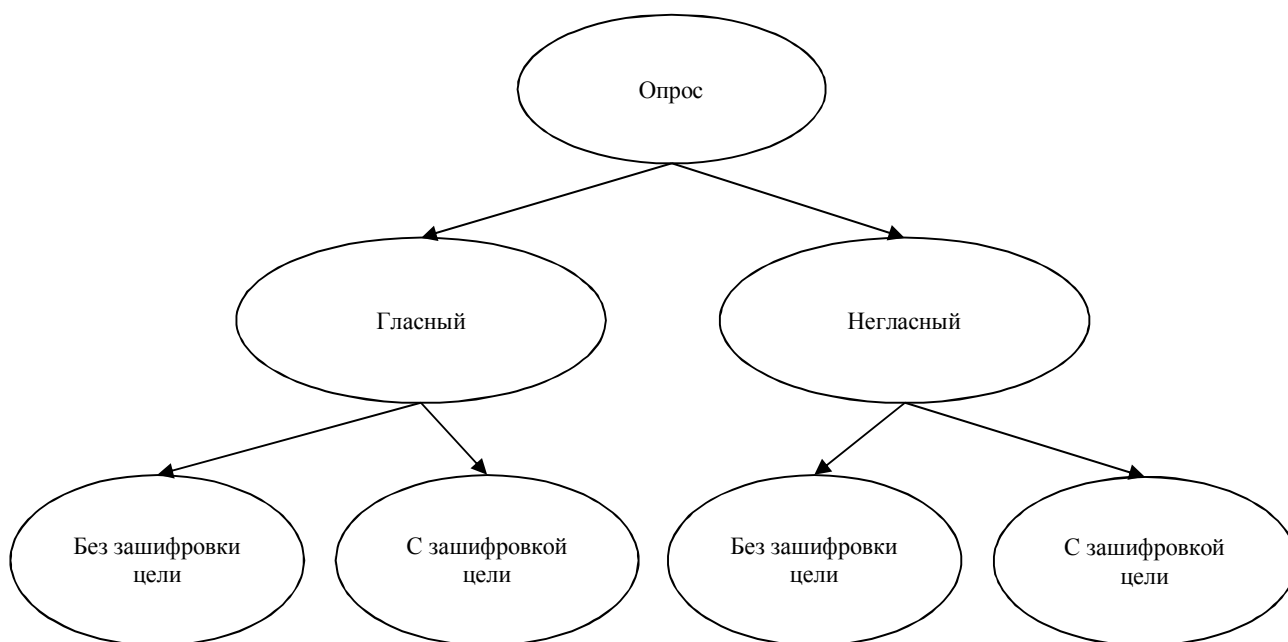 Опрос
Гласный
Негласный
Без зашифровки
цели
С зашифровкой
цели
Без зашифровки
цели
С зашифровкой
цели